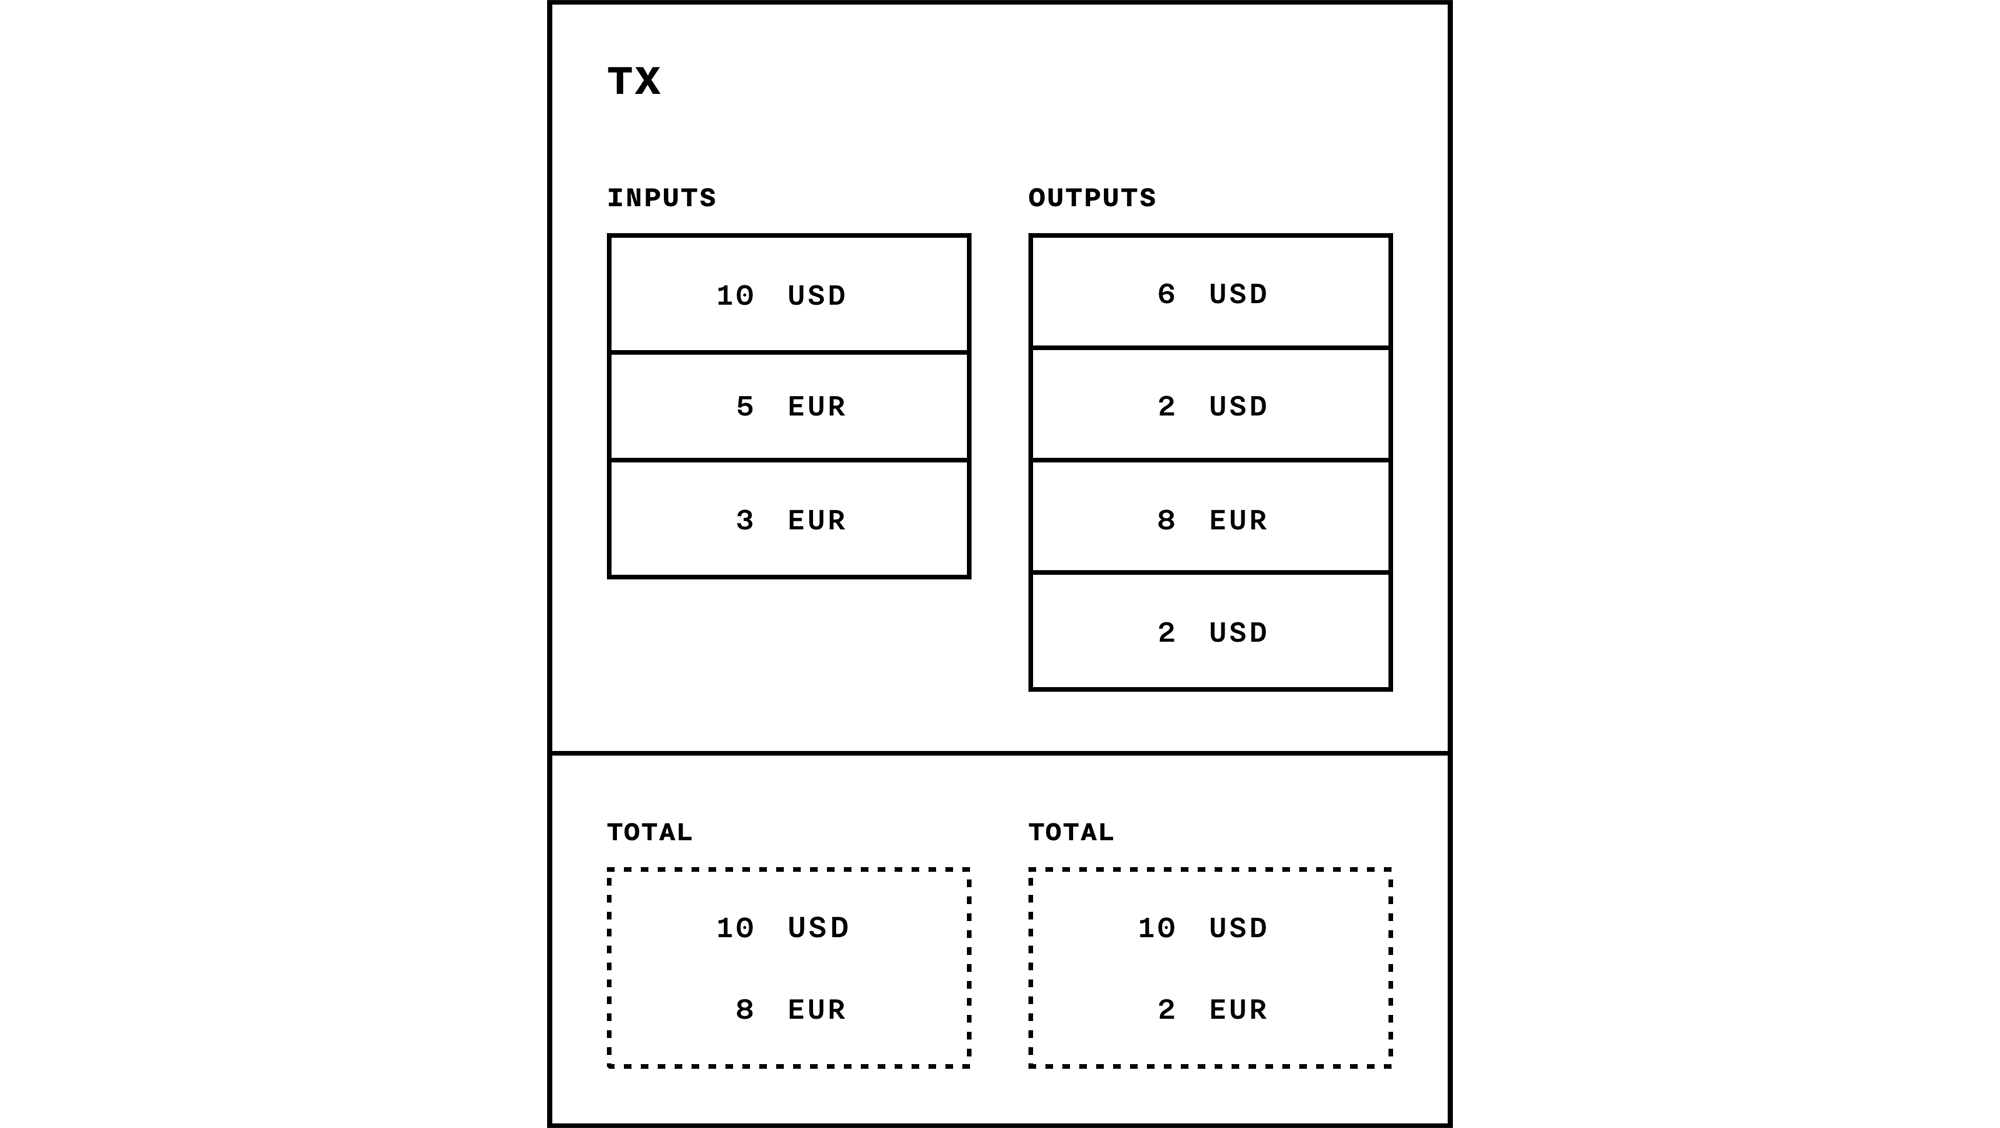 TX
INPUTS
10 USD
5 EUR
3 EUR
OUTPUTS
6 USD
2 USD
8 EUR
2 USD
TOTAL
10 USD
8 EUR
TOTAL
10 USD
2 EUR